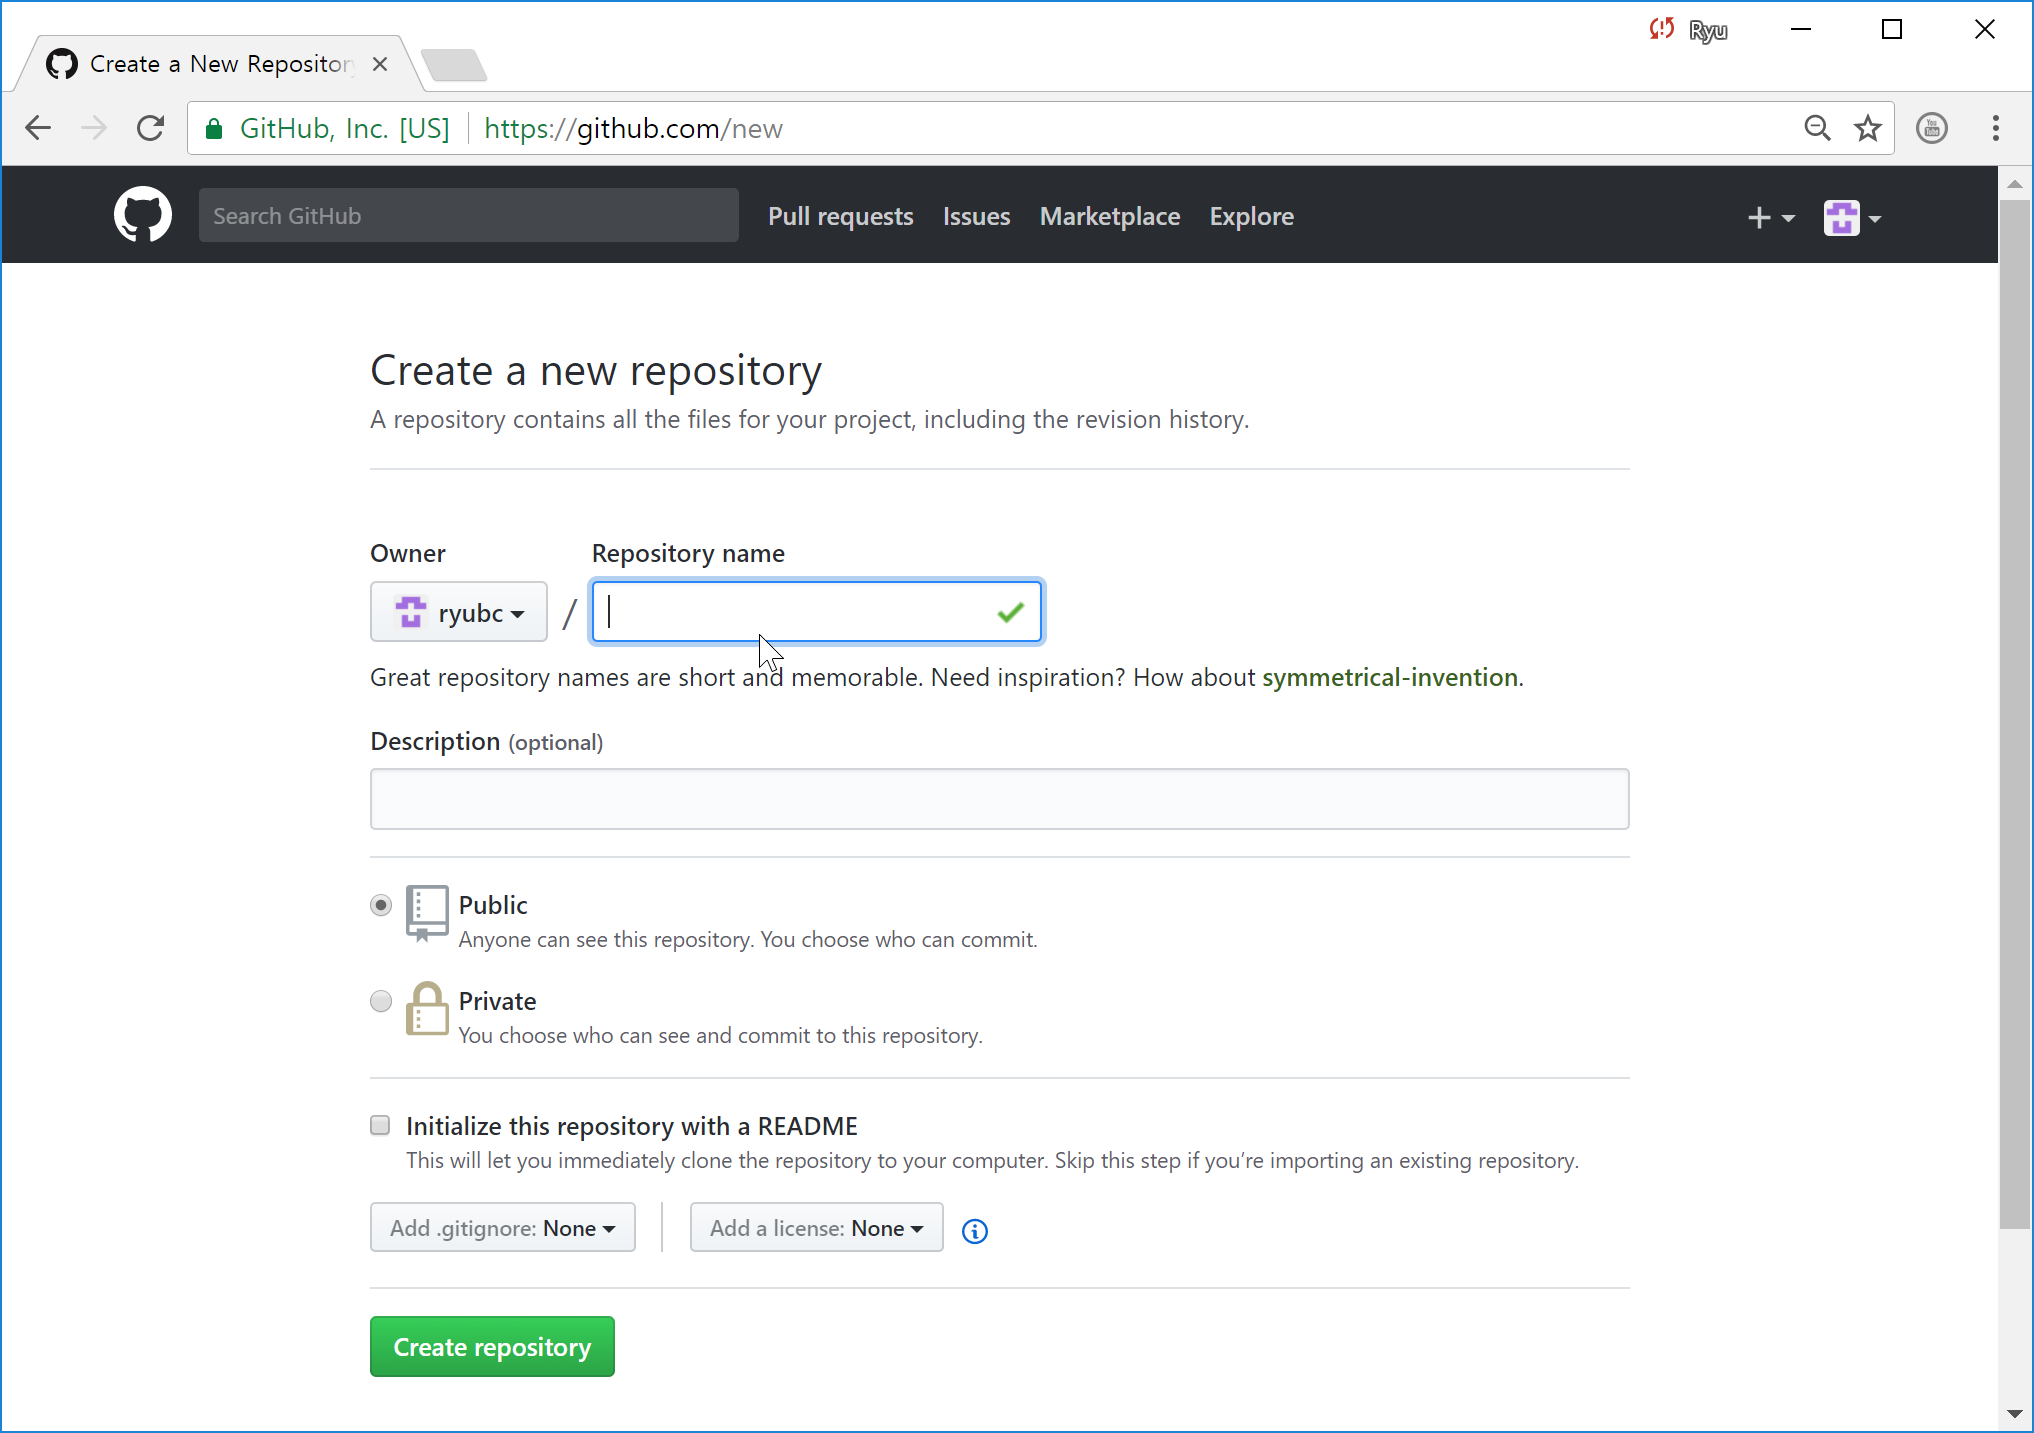 Ryu
Create a New Repository
GitHub, Inc. [US] https://github.com/new
Search GitHub Pull requests Issues Marketplace Explore
Create a new repository
A repository contains all the files for your project, including the revision history.
Owner Repository name
ryubc /
Great repository names are short and memorable. Need inspiration? How about symmetrical-invention.
Description (optional)
Public
Anyone can see this repository. You choose who can commit.
Private
You choose who can see and commit to this repository.
Initialize this repository with a README
This will let you immediately clone the repository to your computer. Skip this step if you’re importing an existing repository.
Add .gitignore: None Add a license: None
Create repository